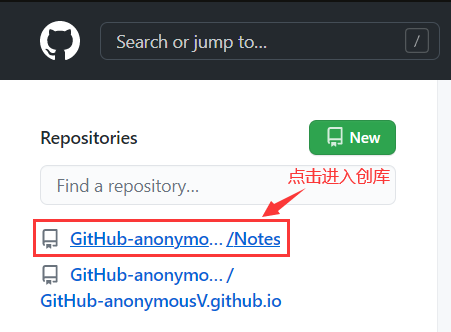 Search or jump to…
/
Repositories
New
Find a repository…
点击进入创库
GitHub-anonymo… /Notes
GitHub-anonymo… /
GitHub-anonymousV.github.io